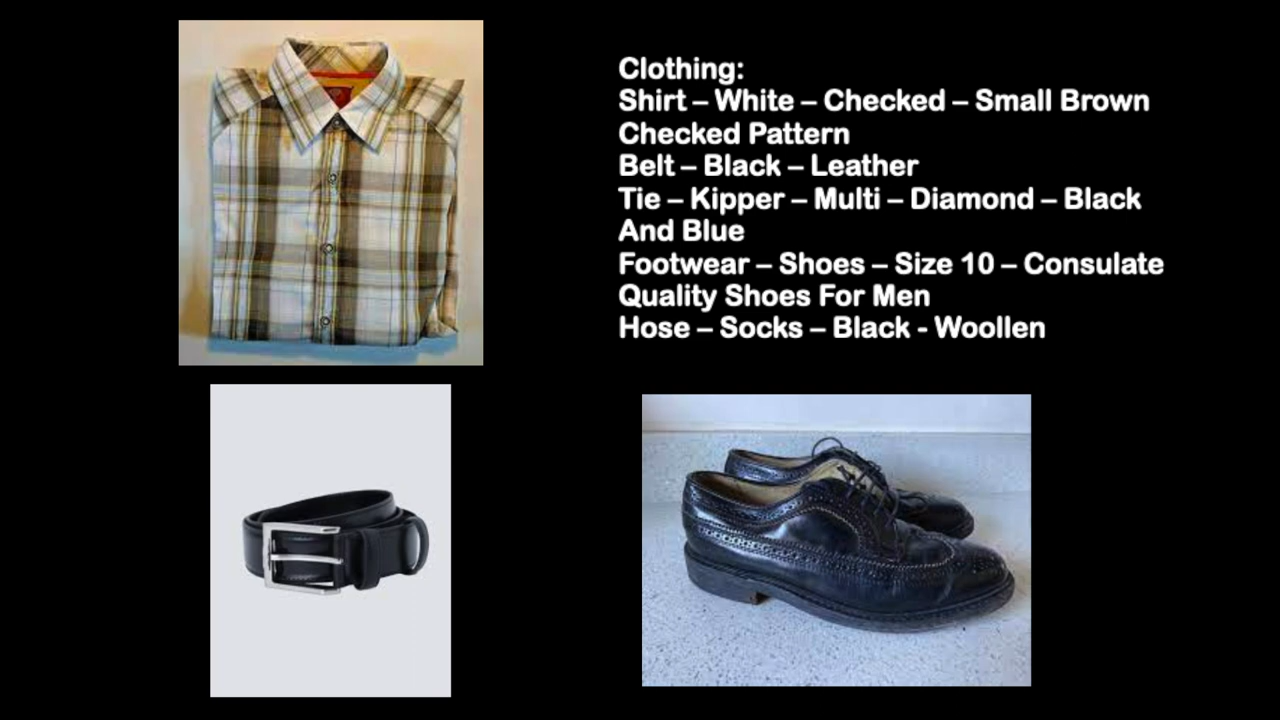 Clothing:
Shirt – White – Checked – Small Brown
Checked Pattern
Belt – Black – Leather
Tie – Kipper – Multi – Diamond – Black
And Blue
Footwear – Shoes – Size 10 – Consulate
Quality Shoes For Men
Hose – Socks – Black - Woollen